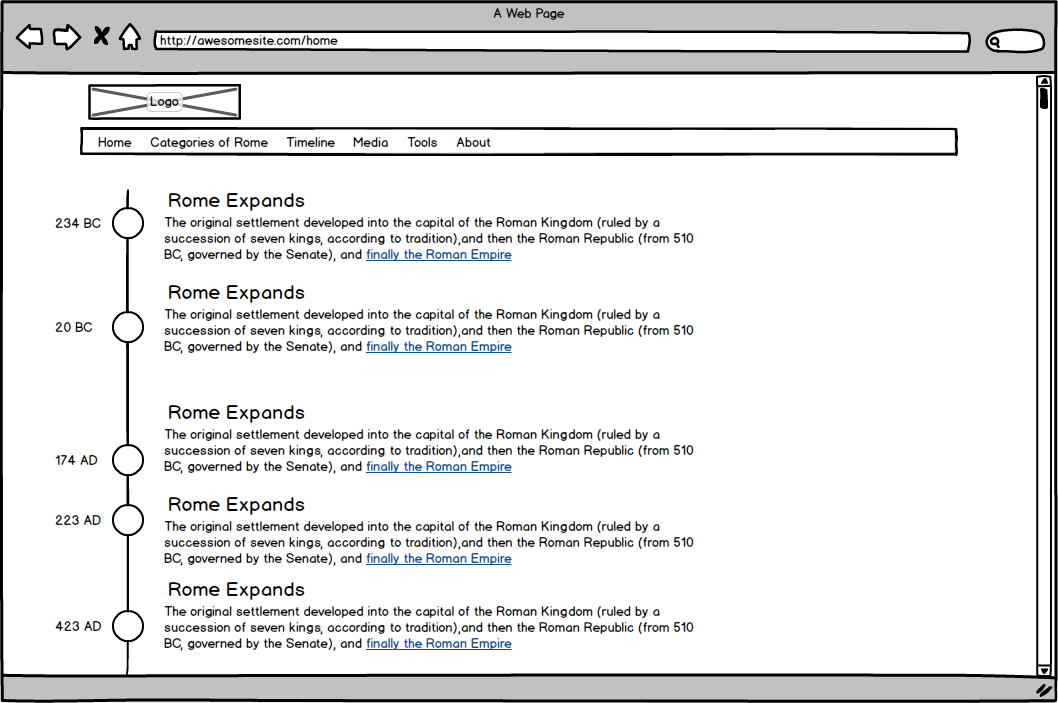 A Web Page
http://awesomesite.com/home
Logo
Home Categories of Rome Timeline Media Tools About
Rome Expands
234 BC
The original settlement developed into the capital of the Roman Kingdom (ruled by a
succession of seven kings, according to tradition),and then the Roman Republic (from 510
BC, governed by the Senate), and finally the Roman Empire
Rome Expands
20 BC
The original settlement developed into the capital of the Roman Kingdom (ruled by a
succession of seven kings, according to tradition),and then the Roman Republic (from 510
BC, governed by the Senate), and finally the Roman Empire
Rome Expands
174 AD
The original settlement developed into the capital of the Roman Kingdom (ruled by a
succession of seven kings, according to tradition),and then the Roman Republic (from 510
BC, governed by the Senate), and finally the Roman Empire
Rome Expands
223 AD
The original settlement developed into the capital of the Roman Kingdom (ruled by a
succession of seven kings, according to tradition),and then the Roman Republic (from 510
BC, governed by the Senate), and finally the Roman Empire
Rome Expands
423 AD
The original settlement developed into the capital of the Roman Kingdom (ruled by a
succession of seven kings, according to tradition),and then the Roman Republic (from 510
BC, governed by the Senate), and finally the Roman Empire